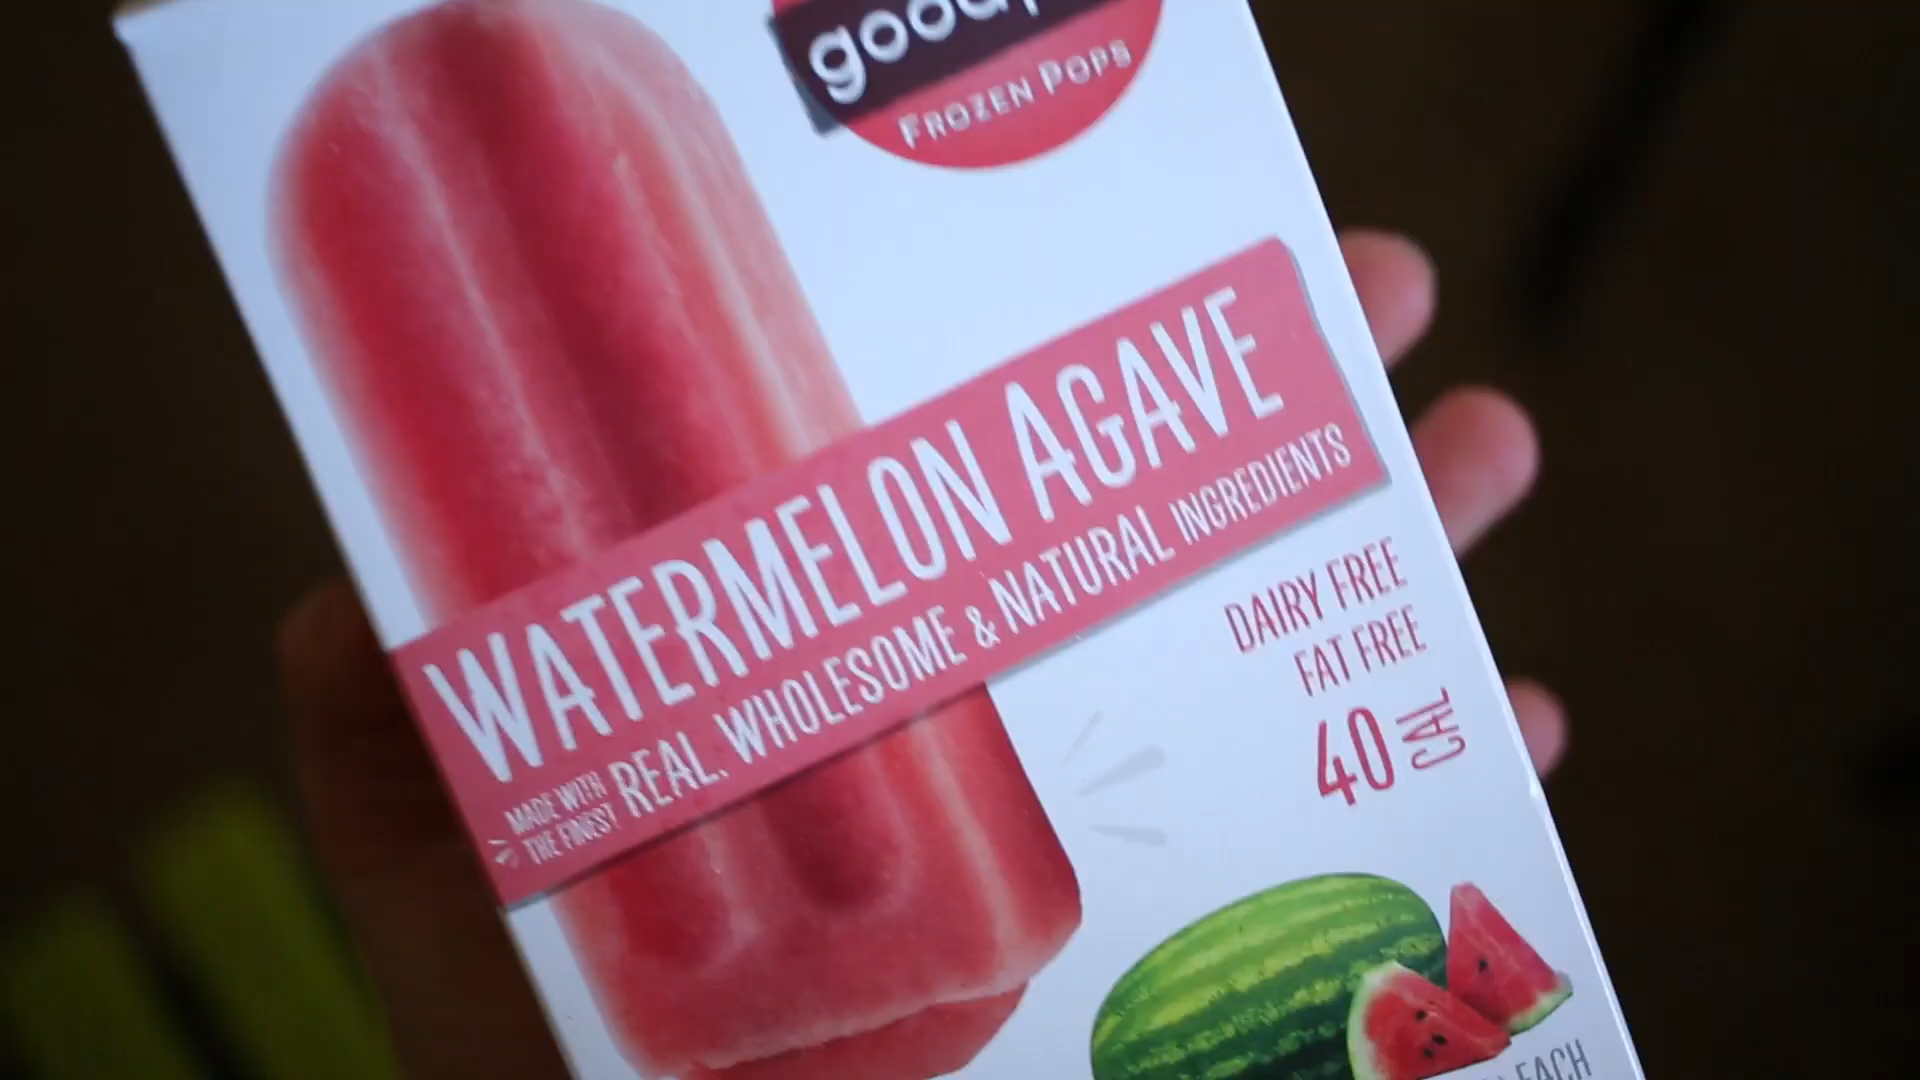 FROZEN POPS
WATERMELON AGAVE
MADE WITH
THE FINEST
REAL. WHOLESOME & NATURAL INGREDIENTS
DAIRY FREE
FAT FREE
40 CAL
EACH